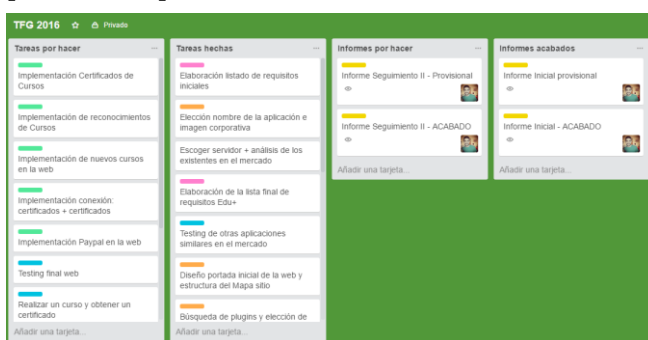 TFG 2016 Privado
Tareas por hacer
Implementación Certificados de
Cursos
Implementación de reconocimientos
de Cursos
Implementación de nuevos cursos
en la web
Implementación conexión:
certificados + certificados
Implementación Paypal en la web
Testing final web
Realizar un curso y obtener un
certificado
Añadir una tarjeta...
Tareas hechas
Elaboración listado de requisitos
iniciales
Elección nombre de la aplicación e
imagen corporativa
Escoger servidor + análisis de los
existentes en el mercado
Elaboración de la lista final de
requisitos Edu+
Testing de otras aplicaciones
similares en el mercado
Diseño portada inicial de la web y
estructura del Mapa sitio
Búsqueda de plugins y elección de
Añadir una tarjeta...
Informes por hacer
Informe Seguimiento II - Provisional
Informe Seguimiento II - ACABADO
Añadir una tarjeta...
Informes acabados
Informe Inicial provisional
Informe Inicial - ACABADO
Añadir una tarjeta...